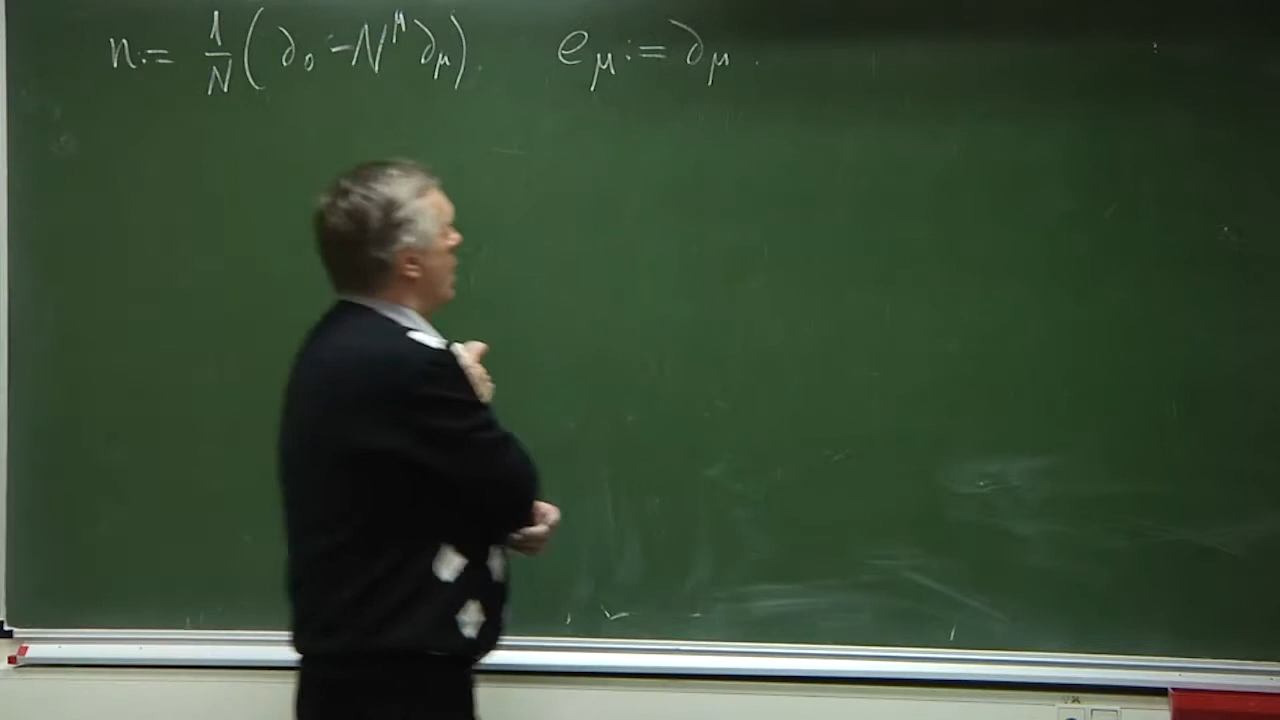 n := 1/N (∂₀ - N^μ ∂_μ). e_μ := ∂_μ.